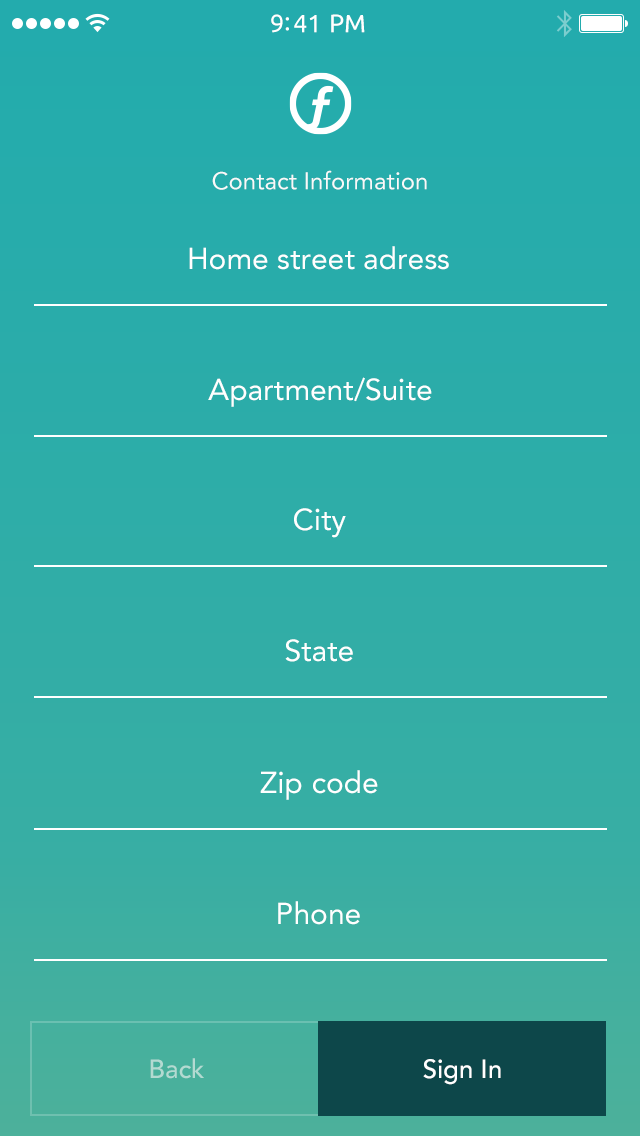 9:41 PM
f
Contact Information
Home street adress
Apartment/Suite
City
State
Zip code
Phone
Back
Sign In